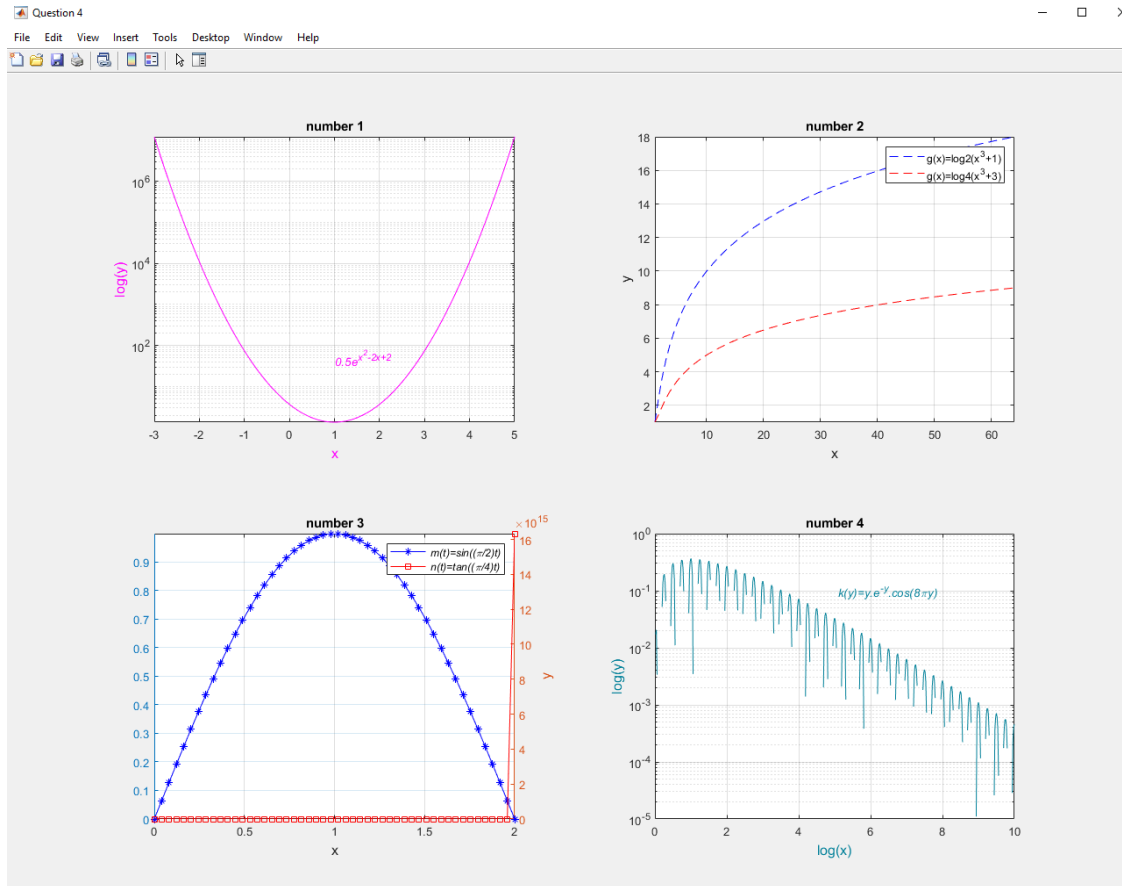 Question 4
File Edit View Insert Tools Desktop Window Help
number 1
10^6
10^4
10^2
log(y)
0.5e^{x^2-2x+2}
-3 -2 -1 0 1 2 3 4 5
x
number 2
18
16
14
12
10
8
6
4
2
y
g(x)=log2(x^3+1)
g(x)=log4(x^3+3)
10 20 30 40 50 60
x
number 3
×10^15
0.9
0.8
0.7
0.6
0.5
0.4
0.3
0.2
0.1
0
m(t)=sin((π/2)t)
n(t)=tan((π/4)t)
16
14
12
10
8
6
4
2
0
y
0 0.5 1 1.5 2
x
number 4
10^0
10^-1
10^-2
10^-3
10^-4
10^-5
log(y)
k(y)=y.e^-y.cos(8πy)
0 2 4 6 8 10
log(x)